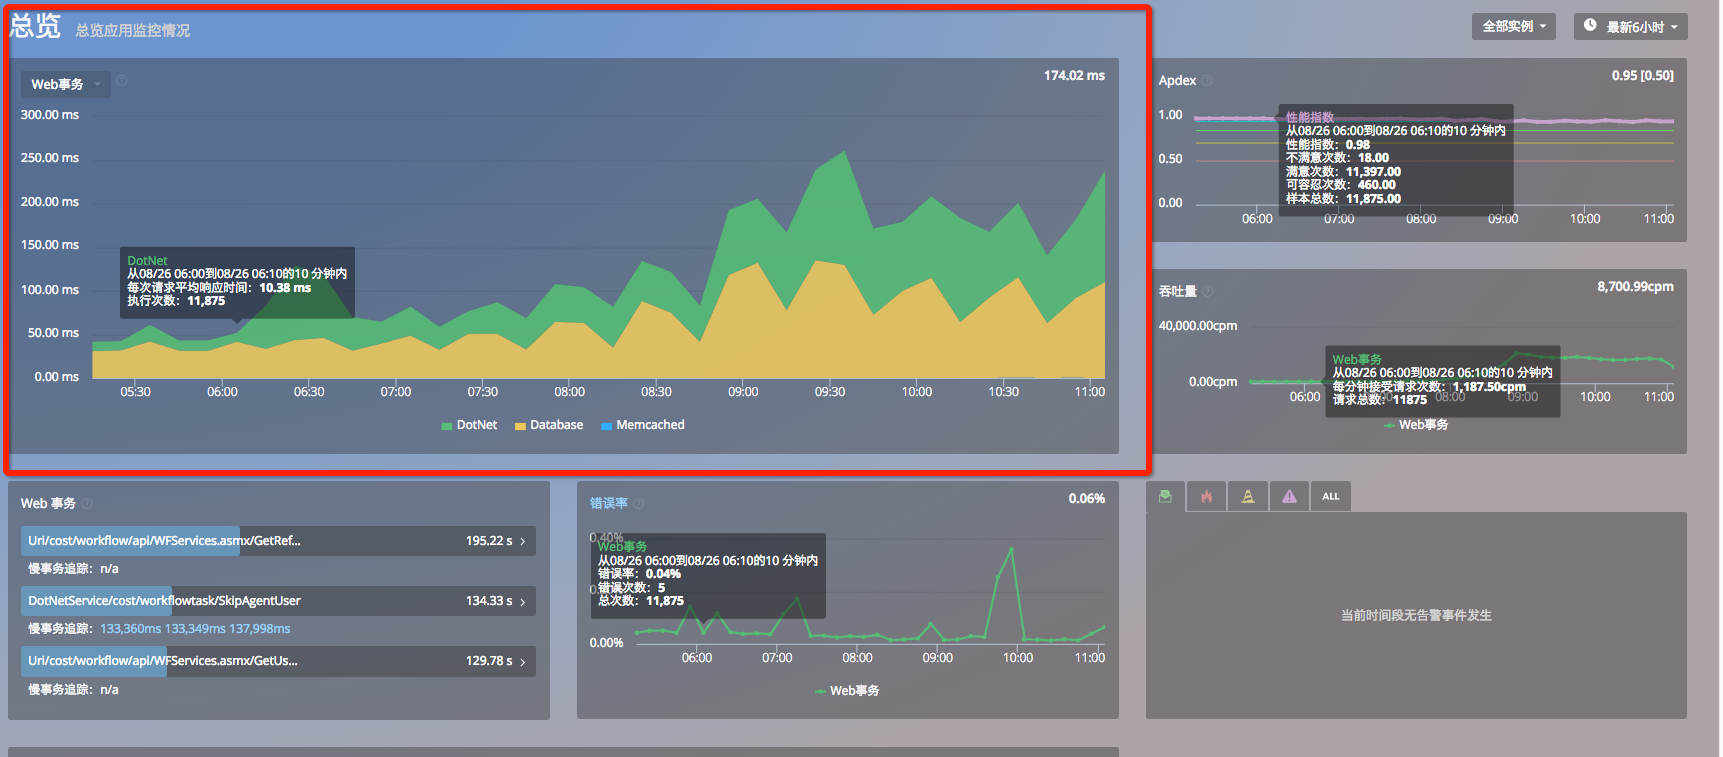 总览 总览应用监控情况
全部实例
最新6小时
Web事务
174.02 ms
300.00 ms
250.00 ms
200.00 ms
150.00 ms
100.00 ms
50.00 ms
0.00 ms
DotNet
从08/26 06:00到08/26 06:10的10 分钟内
每次请求平均响应时间：10.38 ms
执行次数：11,875
05:30 06:00 06:30 07:00 07:30 08:00 08:30 09:00 09:30 10:00 10:30 11:00
DotNet Database Memcached
Apdex
0.95 [0.50]
1.00
0.50
0.00
性能指数
从08/26 06:00到08/26 06:10的10 分钟内
性能指数：0.98
不满意次数：18.00
满意次数：11,397.00
可容忍次数：460.00
样本总数：11,875.00
06:00 07:00 08:00 09:00 10:00 11:00
吞吐量
8,700.99cpm
40,000.00cpm
0.00cpm
Web事务
从08/26 06:00到08/26 06:10的10 分钟内
每分钟接受请求次数：1,187.50cpm
请求总数：11875
06:00 08:00 09:00 10:00 11:00
Web事务
Web 事务
Uri/cost/workflow/api/WFServices.asmx/GetRef... 195.22 s
慢事务追踪：n/a
DotNetService/cost/workflowtask/SkipAgentUser 134.33 s
慢事务追踪：133,360ms 133,349ms 137,998ms
Uri/cost/workflow/api/WFServices.asmx/GetUs... 129.78 s
慢事务追踪：n/a
错误率
0.06%
0.40%
0.00%
Web事务
从08/26 06:00到08/26 06:10的10 分钟内
错误率：0.04%
错误次数：5
总次数：11,875
06:00 07:00 08:00 09:00 10:00 11:00
Web事务
ALL
当前时间段无告警事件发生